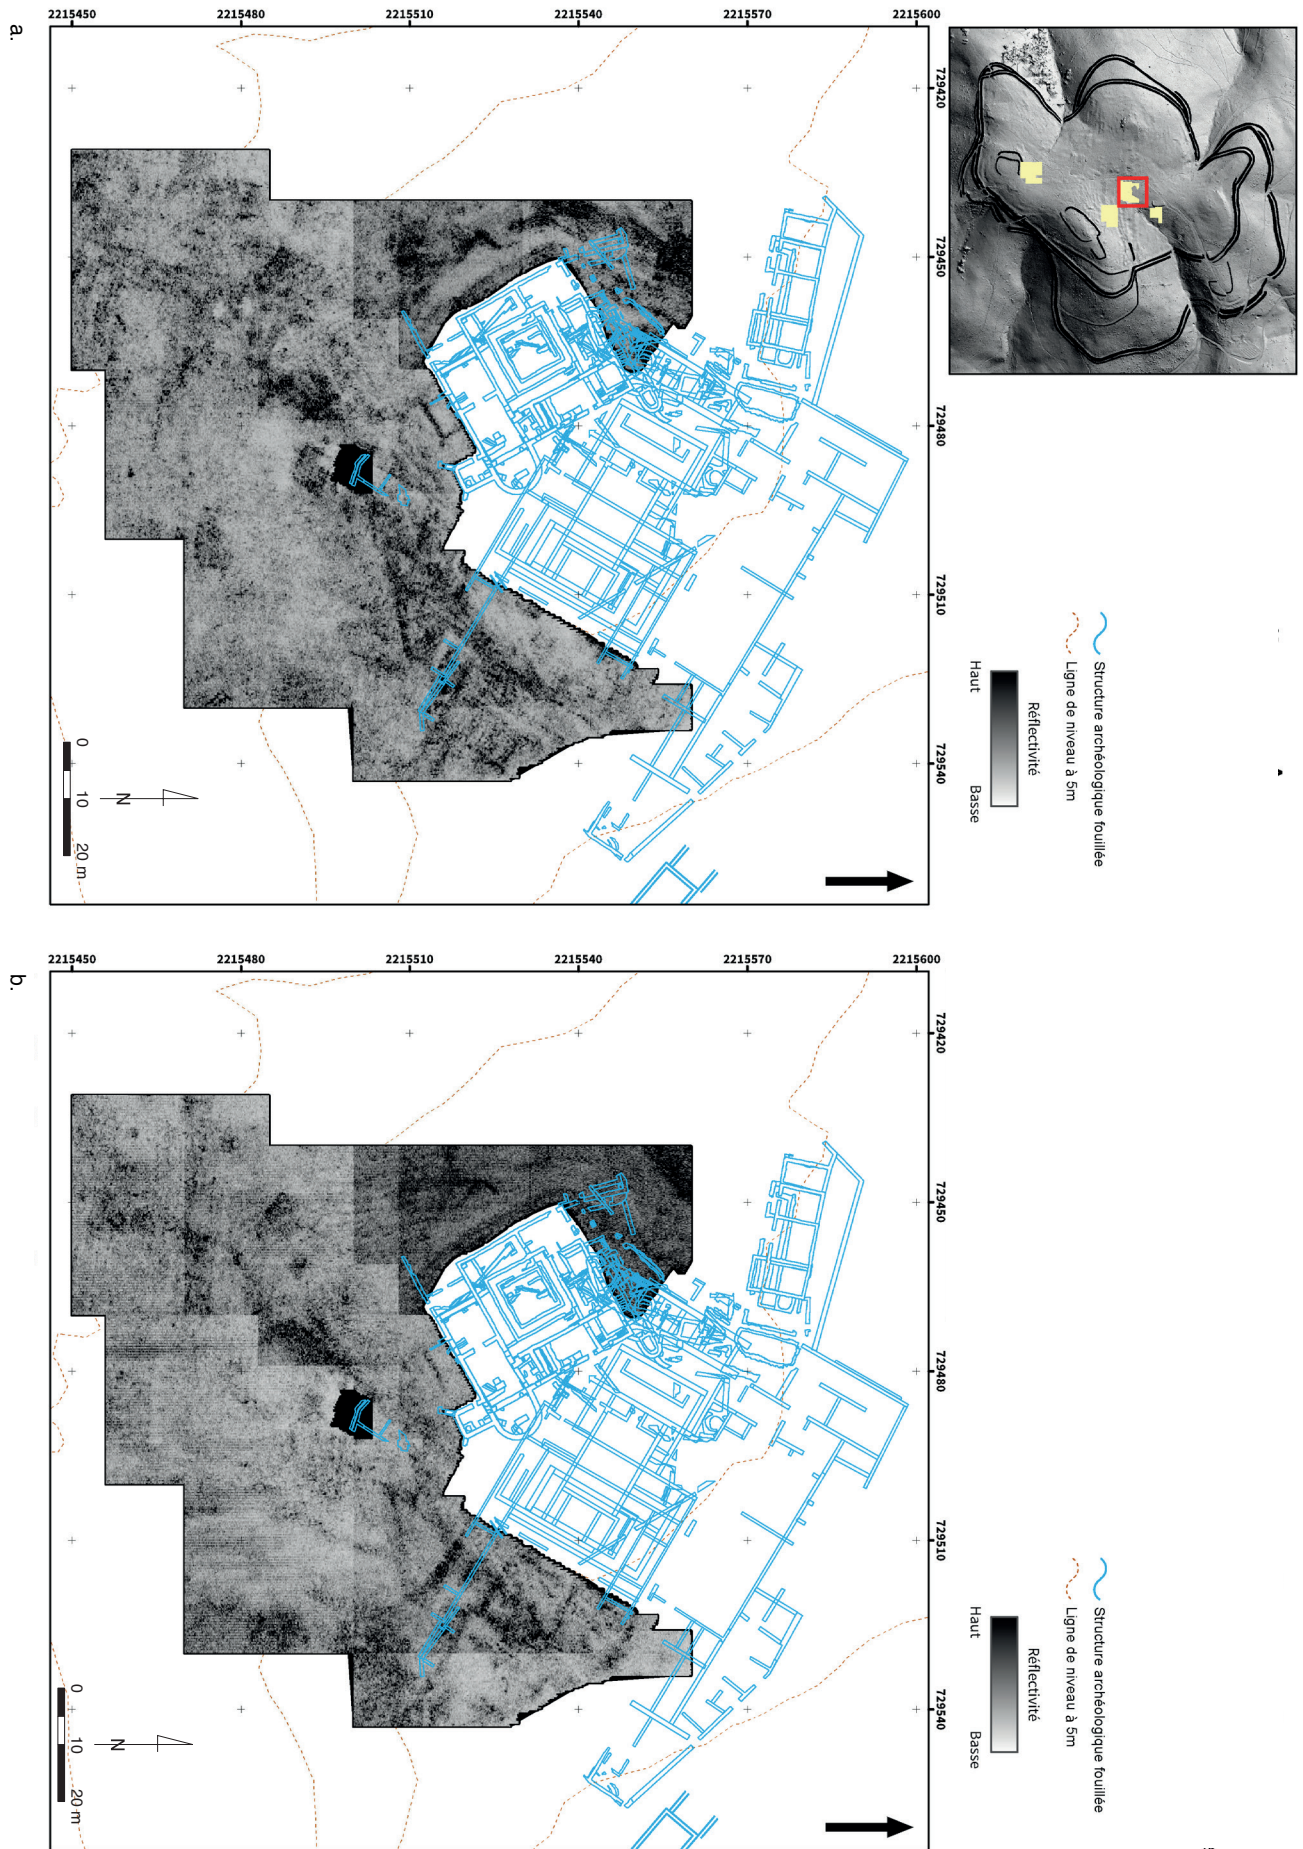 a.
2215450
2215480
2215510
2215540
2215570
2215600
729420
729450
729480
729510
729540
Structure archéologique fouillée
Ligne de niveau à 5m
Réflectivité
Haut
Basse
0
10
20 m
N
b.
2215450
2215480
2215510
2215540
2215570
2215600
729420
729450
729480
729510
729540
Structure archéologique fouillée
Ligne de niveau à 5m
Réflectivité
Haut
Basse
0
10
20 m
N